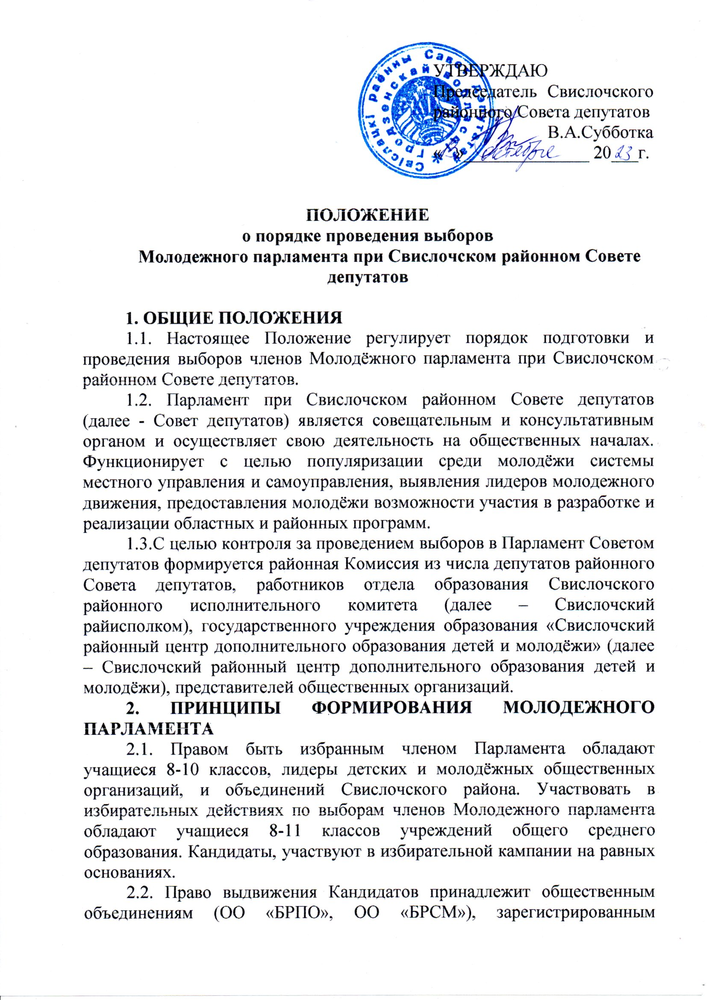 УТВЕРЖДАЮ
Председатель Свислочского
районного Совета депутатов
В.А.Субботка
«13» октября 2023 г.
Свіслацкі раённы Савет дэпутатаў
Гродзенскай вобласці
ПОЛОЖЕНИЕ
о порядке проведения выборов
Молодежного парламента при Свислочском районном Совете
депутатов
1. ОБЩИЕ ПОЛОЖЕНИЯ
1.1. Настоящее Положение регулирует порядок подготовки и
проведения выборов членов Молодёжного парламента при Свислочском
районном Совете депутатов.
1.2. Парламент при Свислочском районном Совете депутатов
(далее - Совет депутатов) является совещательным и консультативным
органом и осуществляет свою деятельность на общественных началах.
Функционирует с целью популяризации среди молодёжи системы
местного управления и самоуправления, выявления лидеров молодежного
движения, предоставления молодёжи возможности участия в разработке и
реализации областных и районных программ.
1.3.С целью контроля за проведением выборов в Парламент Советом
депутатов формируется районная Комиссия из числа депутатов районного
Совета депутатов, работников отдела образования Свислочского
районного исполнительного комитета (далее – Свислочский
райисполком), государственного учреждения образования «Свислочский
районный центр дополнительного образования детей и молодёжи» (далее
– Свислочский районный центр дополнительного образования детей и
молодёжи), представителей общественных организаций.
2. ПРИНЦИПЫ ФОРМИРОВАНИЯ МОЛОДЕЖНОГО
ПАРЛАМЕНТА
2.1. Правом быть избранным членом Парламента обладают
учащиеся 8-10 классов, лидеры детских и молодёжных общественных
организаций, и объединений Свислочского района. Участвовать в
избирательных действиях по выборам членов Молодежного парламента
обладают учащиеся 8-11 классов учреждений общего среднего
образования. Кандидаты, участвуют в избирательной кампании на равных
основаниях.
2.2. Право выдвижения Кандидатов принадлежит общественным
объединениям (ОО «БРПО», ОО «БРСМ»), зарегистрированным